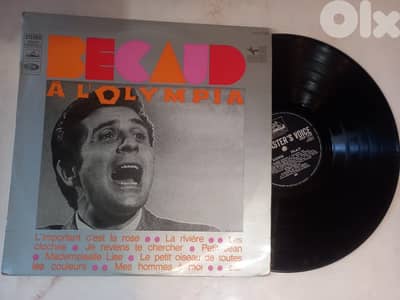 OLX
STEREO
BECAUD
A L'OLYMPIA
L'important c'est la rose ●● La rivière ●● Les
cloches ●● Je reviens te chercher ●● Petit Jean
●● Mademoiselle Lise ●● Le petit oiseau de toutes
les couleurs ●● Mes hommes à moi ●●
MASTER'S VOICE